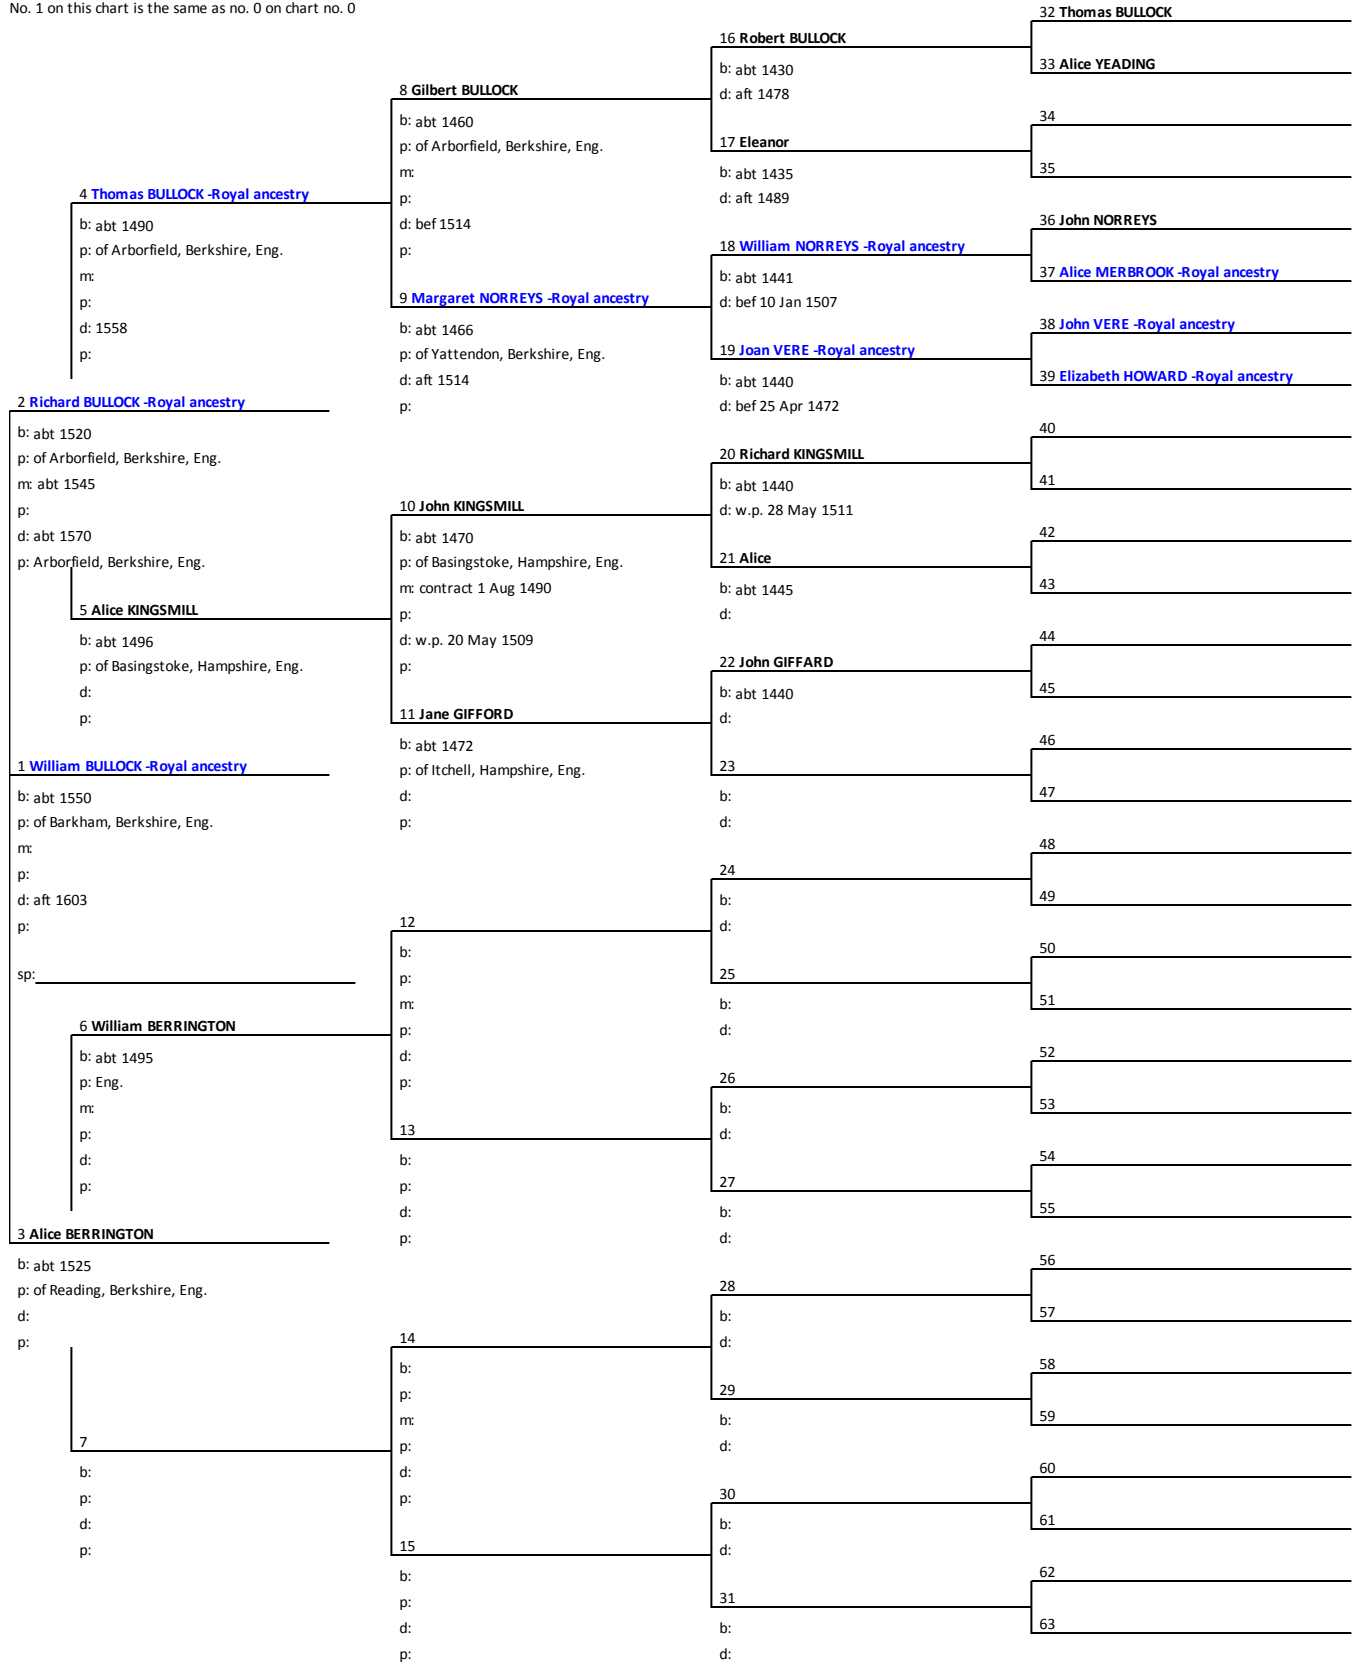 No. 1 on this chart is the same as no. 0 on chart no. 0
2 Richard BULLOCK -Royal ancestry
b: abt 1520
p: of Arborfield, Berkshire, Eng.
m: abt 1545
p:
d: abt 1570
p: Arborfield, Berkshire, Eng.
1 William BULLOCK -Royal ancestry
b: abt 1550
p: of Barkham, Berkshire, Eng.
m:
p:
d: aft 1603
p:
sp:
3 Alice BERRINGTON
b: abt 1525
p: of Reading, Berkshire, Eng.
d:
p:
4 Thomas BULLOCK -Royal ancestry
b: abt 1490
p: of Arborfield, Berkshire, Eng.
m:
p:
d: 1558
p:
5 Alice KINGSMILL
b: abt 1496
p: of Basingstoke, Hampshire, Eng.
d:
p:
6 William BERRINGTON
b: abt 1495
p: Eng.
m:
p:
d:
p:
7
b:
p:
d:
p:
8 Gilbert BULLOCK
b: abt 1460
p: of Arborfield, Berkshire, Eng.
m:
p:
d: bef 1514
p:
9 Margaret NORREYS -Royal ancestry
b: abt 1466
p: of Yattendon, Berkshire, Eng.
d: aft 1514
p:
10 John KINGSMILL
b: abt 1470
p: of Basingstoke, Hampshire, Eng.
m: contract 1 Aug 1490
p:
d: w.p. 20 May 1509
p:
11 Jane GIFFORD
b: abt 1472
p: of Itchell, Hampshire, Eng.
d:
p:
12
b:
p:
m:
p:
d:
p:
13
b:
p:
d:
p:
14
b:
p:
m:
p:
d:
p:
15
b:
p:
d:
p:
16 Robert BULLOCK
b: abt 1430
d: aft 1478
17 Eleanor
b: abt 1435
d: aft 1489
18 William NORREYS -Royal ancestry
b: abt 1441
d: bef 10 Jan 1507
19 Joan VERE -Royal ancestry
b: abt 1440
d: bef 25 Apr 1472
20 Richard KINGSMILL
b: abt 1440
d: w.p. 28 May 1511
21 Alice
b: abt 1445
d:
22 John GIFFARD
b: abt 1440
d:
23
b:
d:
24
b:
d:
25
b:
d:
26
b:
d:
27
b:
d:
28
b:
d:
29
b:
d:
30
b:
d:
31
b:
d:
32 Thomas BULLOCK
33 Alice YEADING
34
35
36 John NORREYS
37 Alice MERBROOK -Royal ancestry
38 John VERE -Royal ancestry
39 Elizabeth HOWARD -Royal ancestry
40
41
42
43
44
45
46
47
48
49
50
51
52
53
54
55
56
57
58
59
60
61
62
63